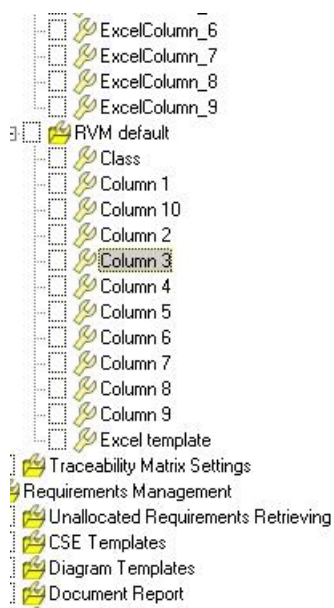 ExcelColumn_6
ExcelColumn_7
ExcelColumn_8
ExcelColumn_9
RVM default
Class
Column 1
Column 10
Column 2
Column 3
Column 4
Column 5
Column 6
Column 7
Column 8
Column 9
Excel template
Traceability Matrix Settings
Requirements Management
Unallocated Requirements Retrieving
CSE Templates
Diagram Templates
Document Report